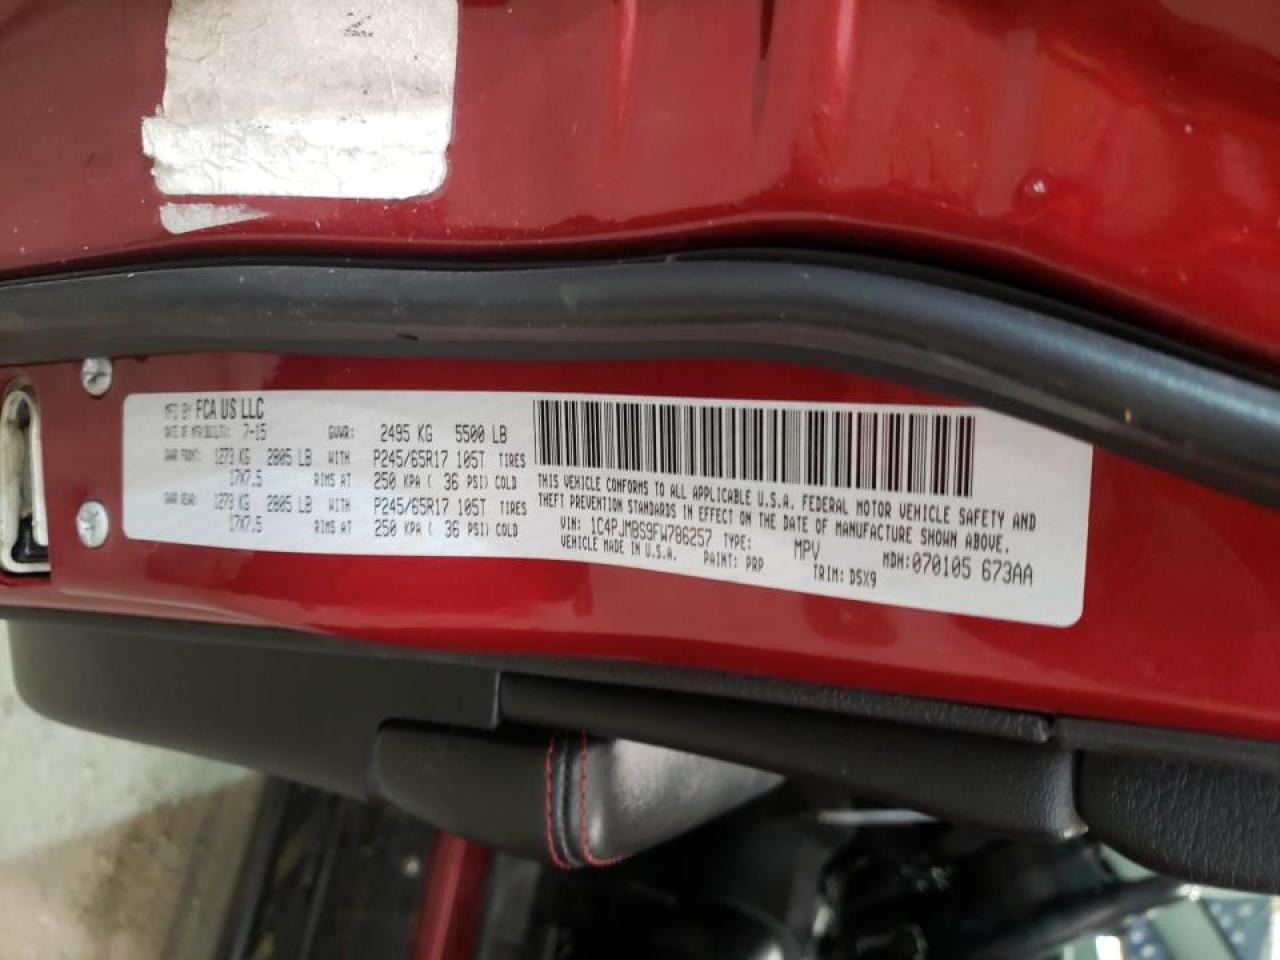 MFD BY FCA US LLC
DATE OF MFR(BUILT): 7-15 GVWR: 2495 KG 5500 LB
GAWR FRONT: 1273 KG 2805 LB WITH P245/65R17 105T TIRES
17X7.5 RIMS AT 250 KPA ( 36 PSI) COLD
GAWR REAR: 1273 KG 2805 LB WITH P245/65R17 105T TIRES
17X7.5 RIMS AT 250 KPA ( 36 PSI) COLD
THIS VEHICLE CONFORMS TO ALL APPLICABLE U.S.A. FEDERAL MOTOR VEHICLE SAFETY AND
THEFT PREVENTION STANDARDS IN EFFECT ON THE DATE OF MANUFACTURE SHOWN ABOVE.
VIN: 1C4PJMBS9FW786257 TYPE: MPV MDH:070105 673AA
VEHICLE MADE IN U.S.A. PAINT: PRP TRIM: D5X9